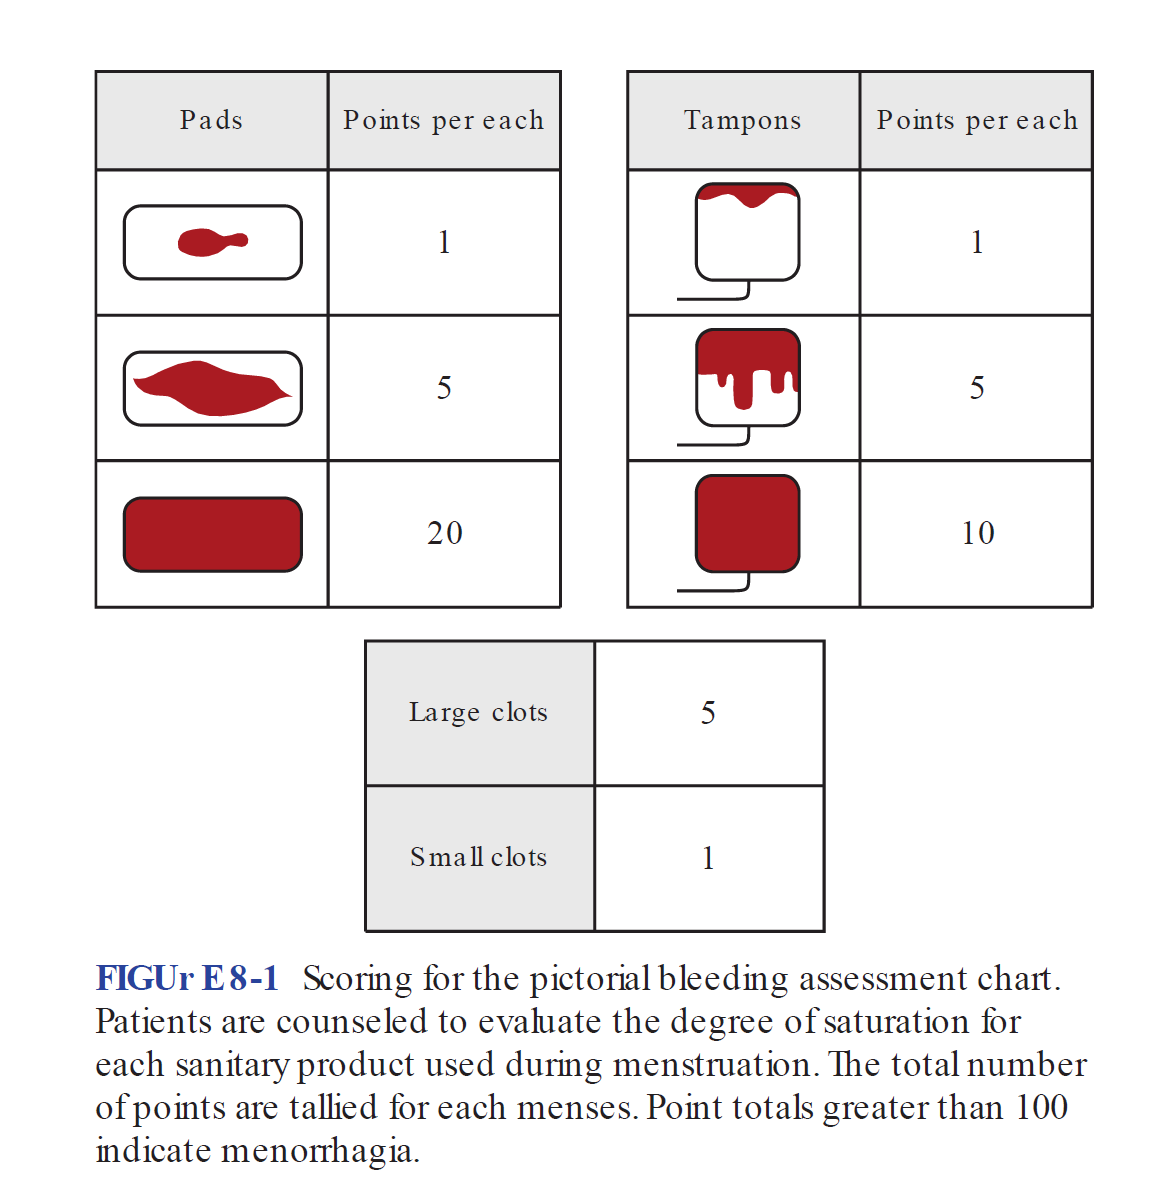 Pads Points per each
1
5
20
Tampons Points per each
1
5
10
Large clots 5
Small clots 1
FIGUr E 8-1 Scoring for the pictorial bleeding assessment chart.
Patients are counseled to evaluate the degree of saturation for
each sanitary product used during menstruation. The total number
of points are tallied for each menses. Point totals greater than 100
indicate menorrhagia.